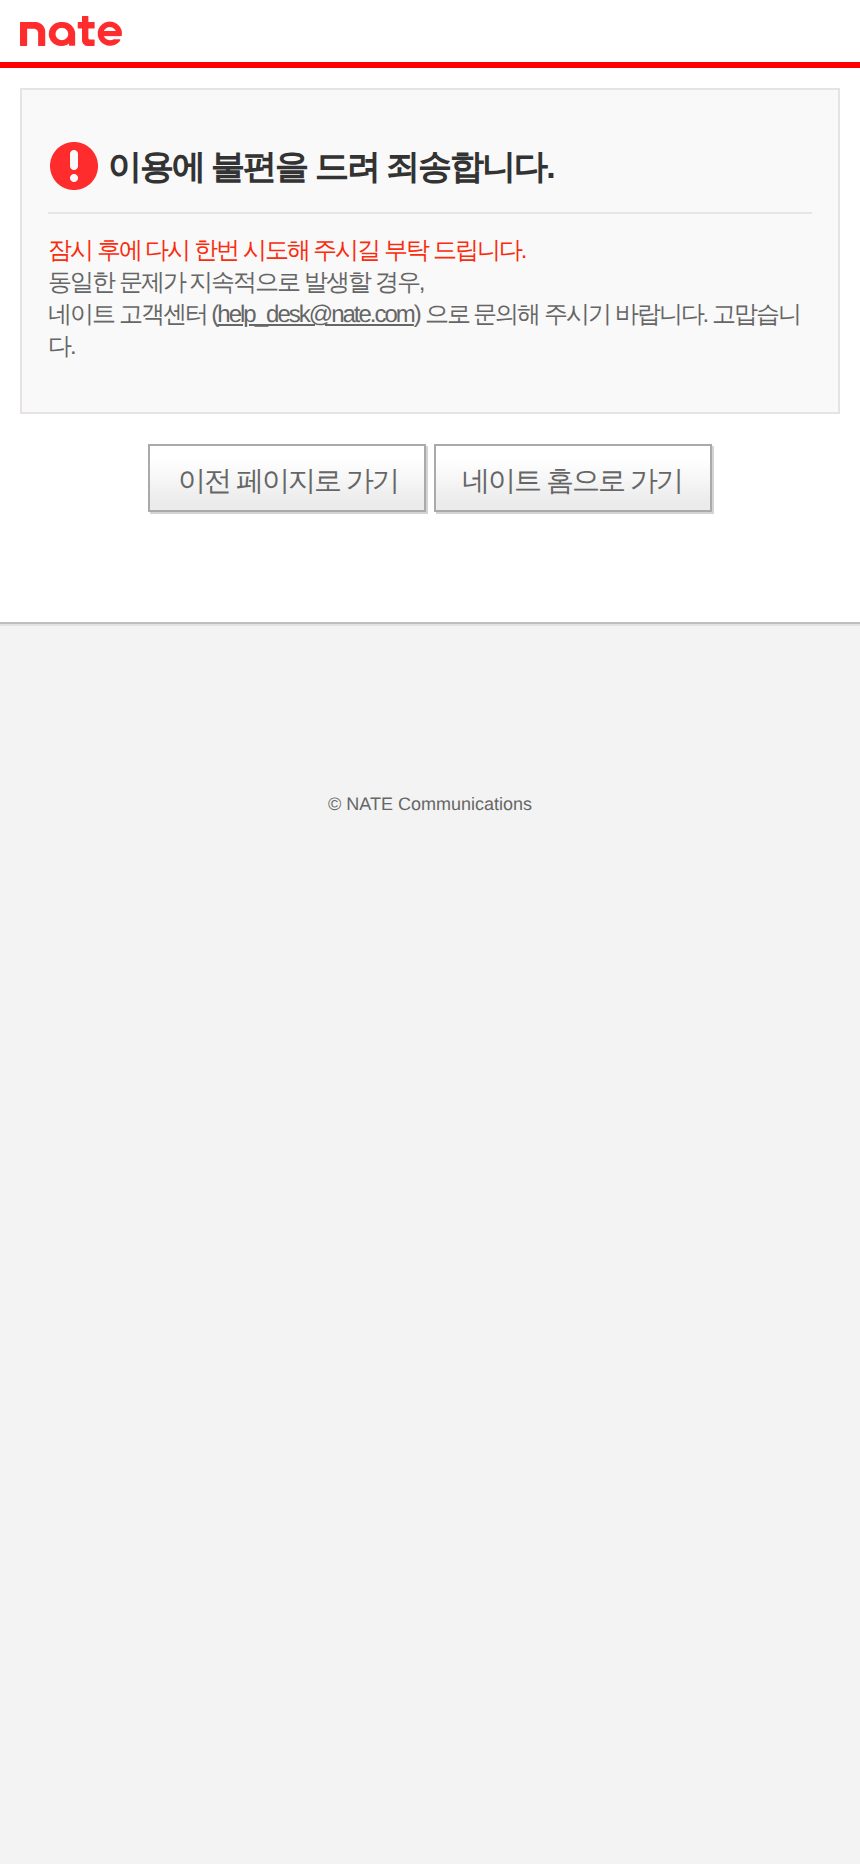 nate
이용에 불편을 드려 죄송합니다.
잠시 후에 다시 한번 시도해 주시길 부탁 드립니다.
동일한 문제가 지속적으로 발생할 경우,
네이트 고객센터 (help_desk@nate.com) 으로 문의해 주시기 바랍니다. 고맙습니
다.
이전 페이지로 가기
네이트 홈으로 가기
© NATE Communications